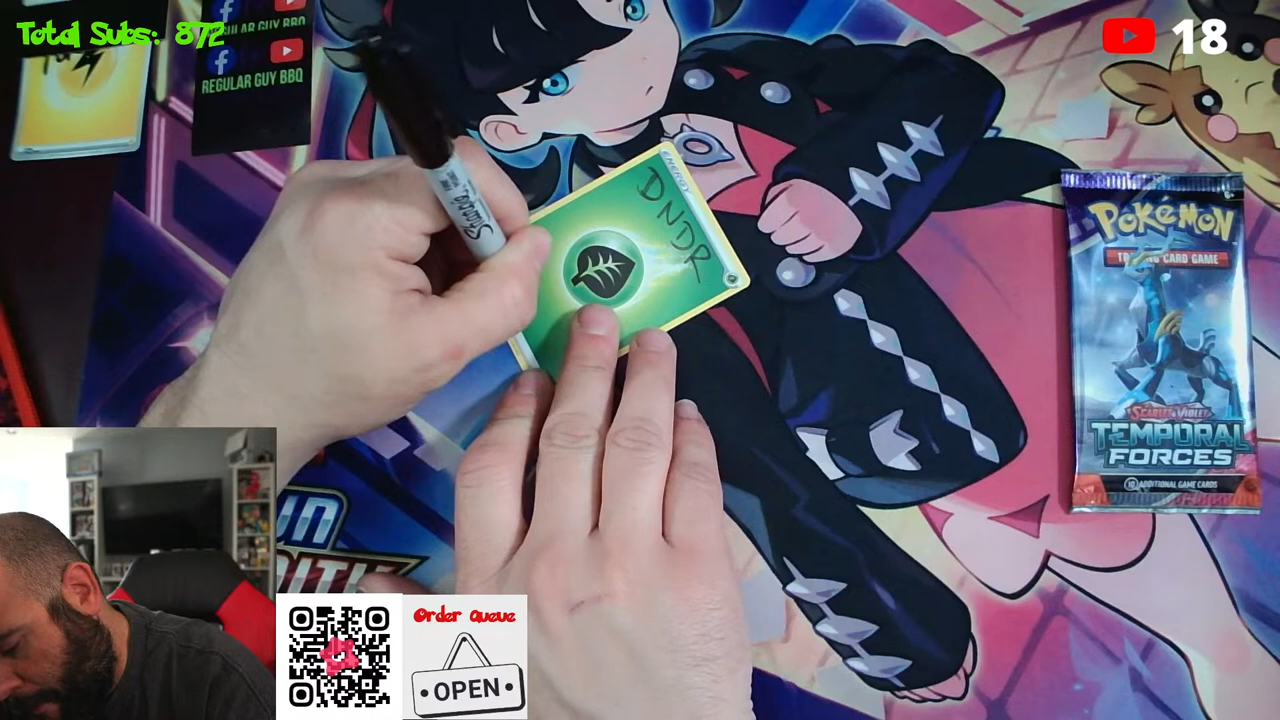 Total Subs: 872
REGULAR GUY BBQ
REGULAR GUY BBQ
18
Sharpie
ENERGY
DNDR
POKéMON
TRADING CARD GAME
SCARLET & VIOLET
TEMPORAL
FORCES
10 ADDITIONAL GAME CARDS
Order Queue
OPEN